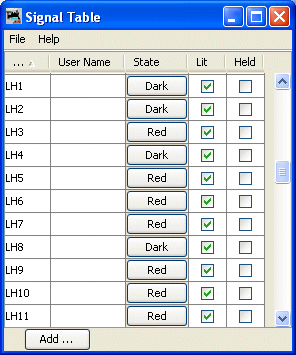 Signal Table
File Help
... User Name State Lit Held
LH1 Dark
LH2 Dark
LH3 Red
LH4 Dark
LH5 Red
LH6 Red
LH7 Red
LH8 Dark
LH9 Red
LH10 Red
LH11 Red
Add ...